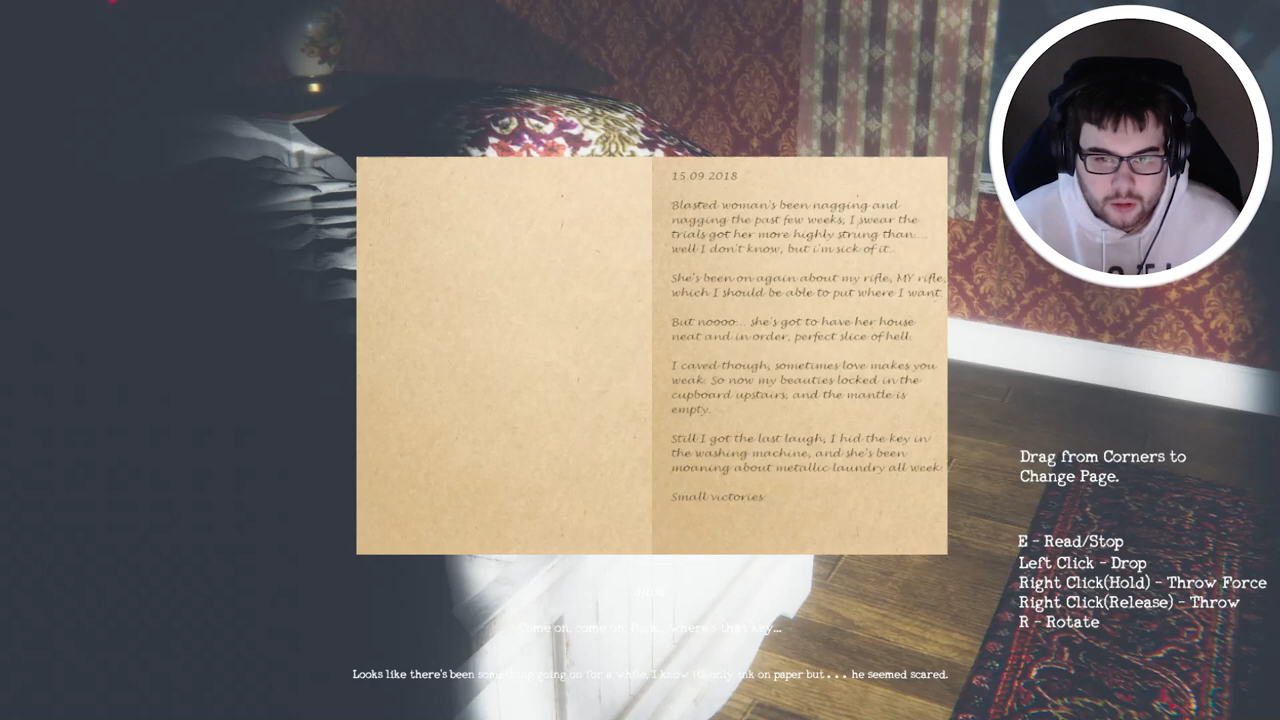 15 09 2018
Blasted woman's been nagging and
nagging the past few weeks, I swear the
trials got her more highly strung than....
well I don't know, but i'm sick of it..
She's been on again about my rifle, MY rifle,
which I should be able to put where I want.
But noooo... she's got to have her house
neat and in order, perfect slice of hell.
I caved though, sometimes love makes you
weak. So now my beauties locked in the
cupboard upstairs, and the mantle is
empty.
Still I got the last laugh, I hid the key in
the washing machine, and she's been
moaning about metallic laundry all week.
Small victories
Drag from Corners to
Change Page.
E - Read/Stop
Left Click - Drop
Right Click(Hold) - Throw Force
Right Click(Release) - Throw
R - Rotate
Come on, come on where's that key...
Looks like there's been something going on for a while, I know it's only ink on paper but . . . he seemed scared.